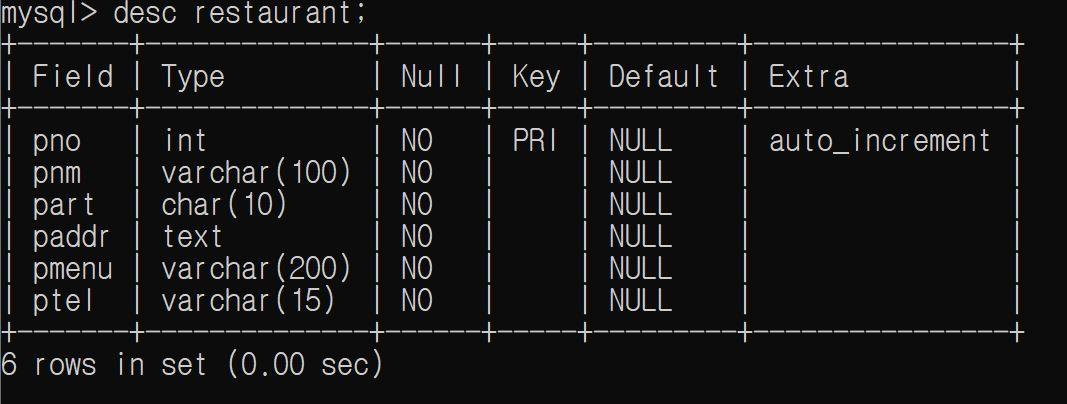 mysql> desc restaurant;
+-------+--------------+------+-----+---------+----------------+
| Field | Type         | Null | Key | Default | Extra          |
+-------+--------------+------+-----+---------+----------------+
| pno   | int          | NO   | PRI | NULL    | auto_increment |
| pnm   | varchar(100) | NO   |     | NULL    |                |
| part  | char(10)     | NO   |     | NULL    |                |
| paddr | text         | NO   |     | NULL    |                |
| pmenu | varchar(200) | NO   |     | NULL    |                |
| ptel  | varchar(15)  | NO   |     | NULL    |                |
+-------+--------------+------+-----+---------+----------------+
6 rows in set (0.00 sec)